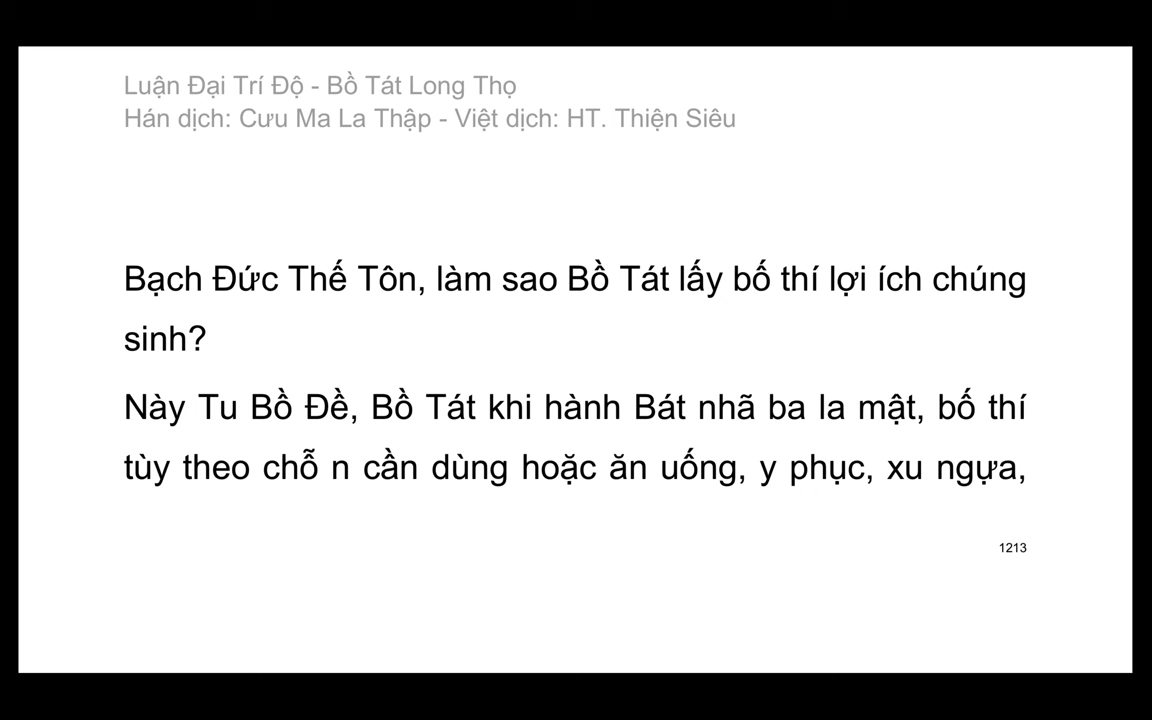 Luận Đại Trí Độ - Bồ Tát Long Thọ
Hán dịch: Cưu Ma La Thập - Việt dịch: HT. Thiện Siêu
Bạch Đức Thế Tôn, làm sao Bồ Tát lấy bố thí lợi ích chúng
sinh?
Này Tu Bồ Đề, Bồ Tát khi hành Bát nhã ba la mật, bố thí
tùy theo chỗ n cần dùng hoặc ăn uống, y phục, xu ngựa,
1213